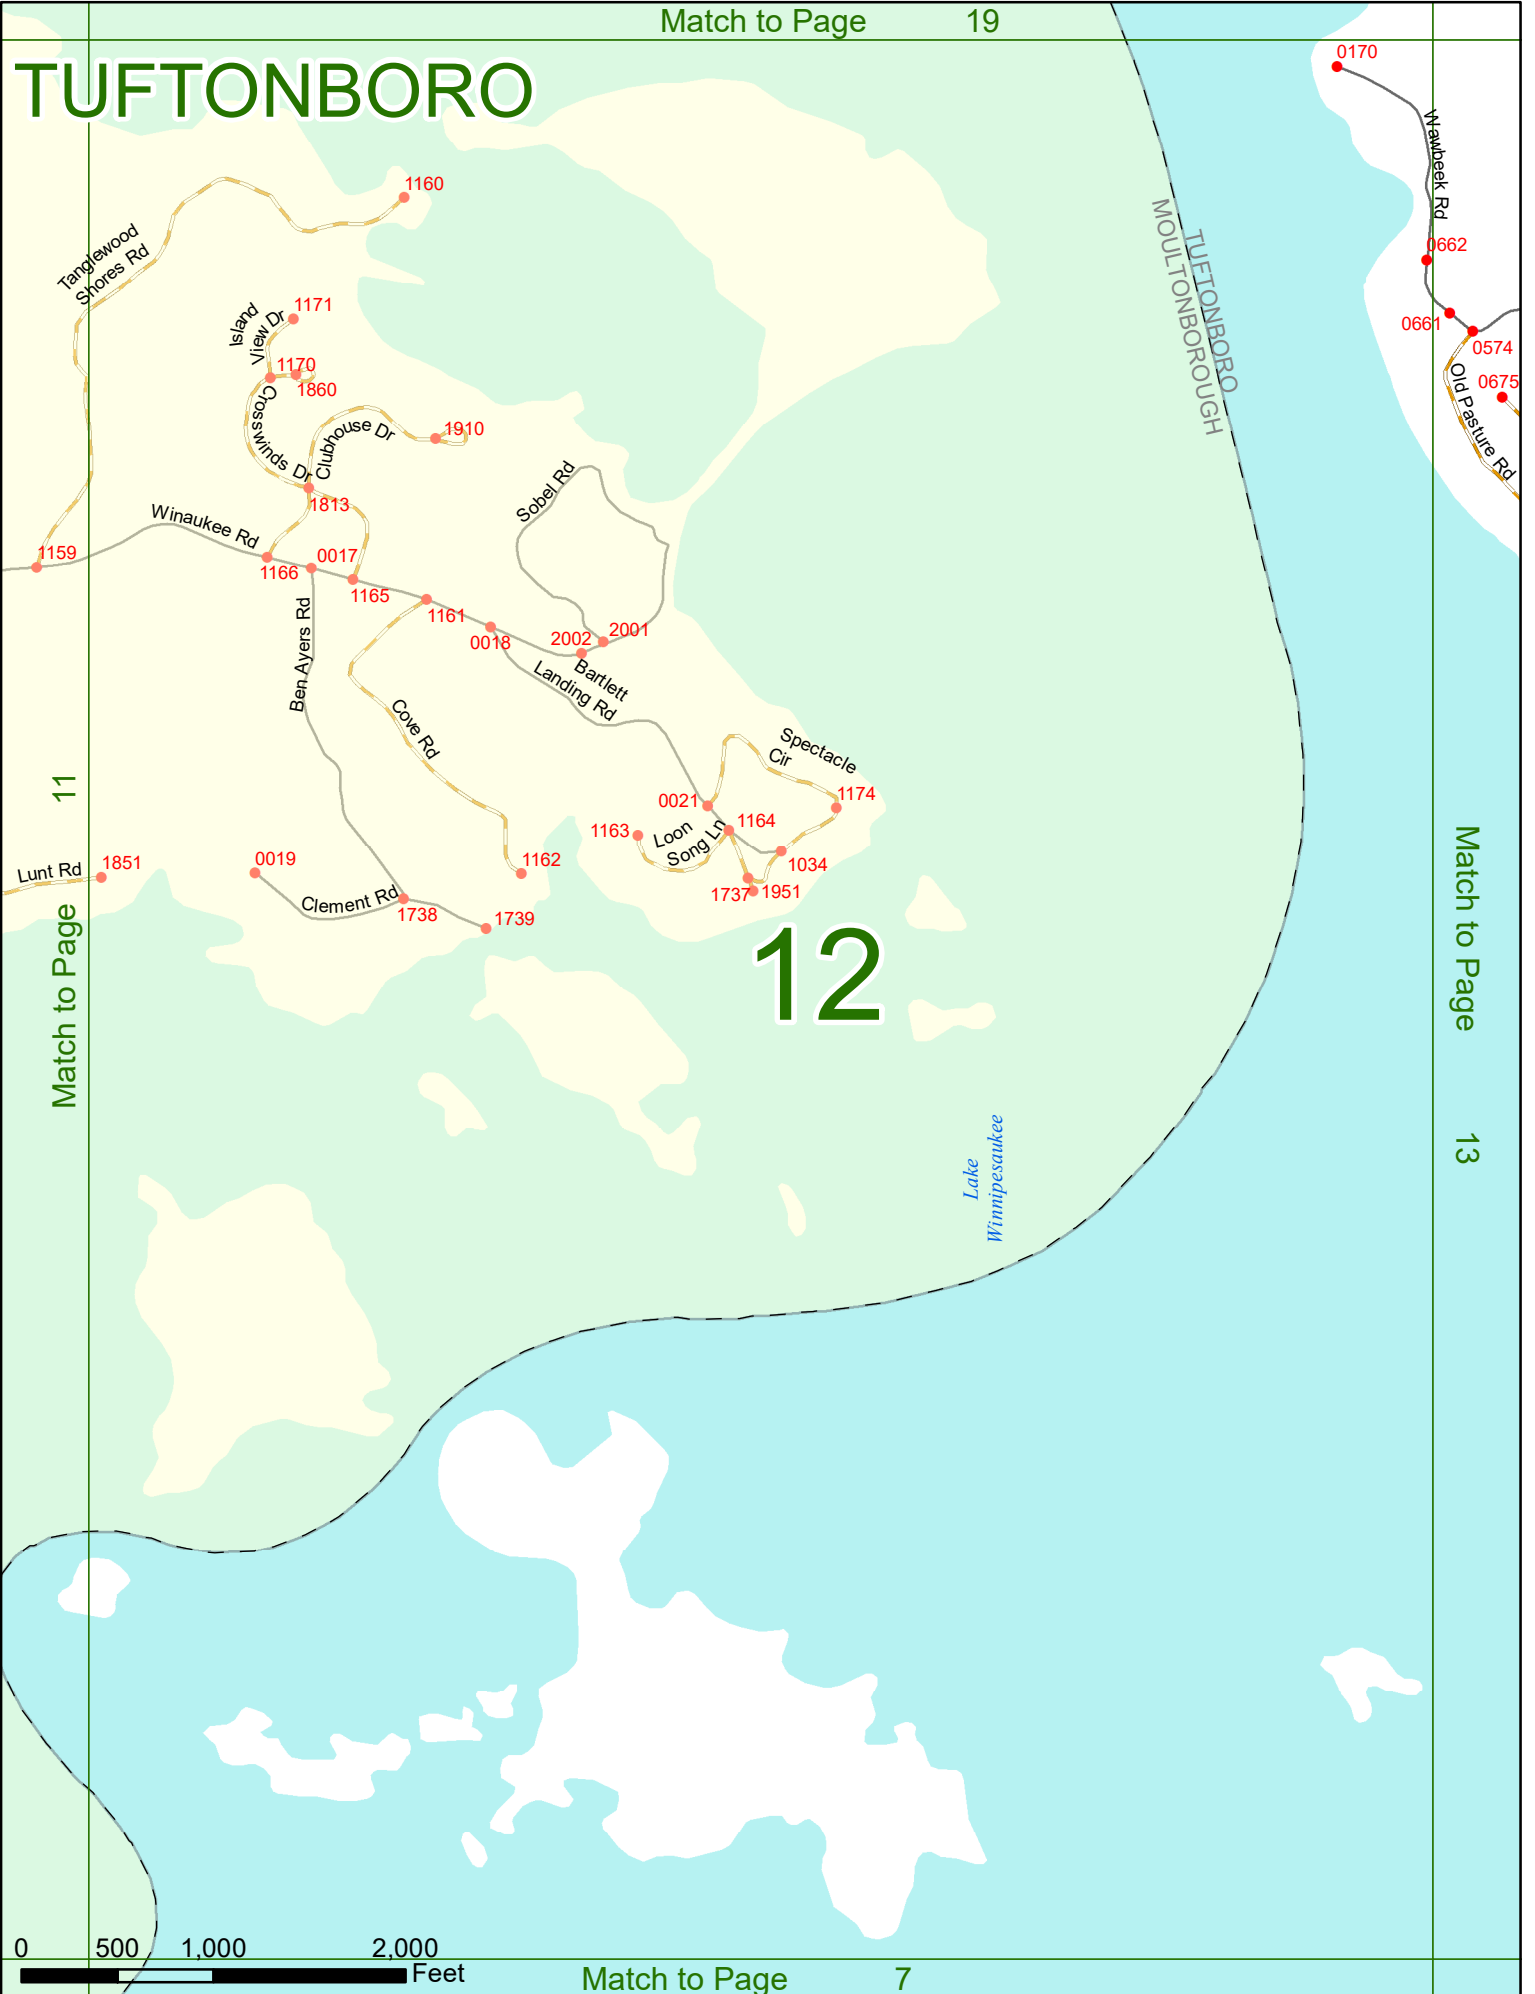 Match to Page 19
TUFTONBORO
0170
Wawbeek Rd
1160
Tanglewood
Shores Rd
TUFTONBORO
MOULTONBOROUGH
0662
1171
Island
View Dr
0661
0574
1170
1860
Old Pasture Rd
0675
Crosswinds Dr
Clubhouse Dr
1910
Sobel Rd
1813
Winaukee Rd
1159
1166
0017
1165
1161
Ben Ayers Rd
0018
2002
2001
Bartlett
Landing Rd
Cove Rd
Spectacle
Cir
11
Match to Page
0021
1174
1163
Loon
Song Ln
1164
1034
Lunt Rd
1851
0019
1162
1737
1951
Clement Rd
1738
1739
12
Match to Page
13
Lake
Winnipesaukee
0 500 1,000 2,000
Feet
Match to Page 7